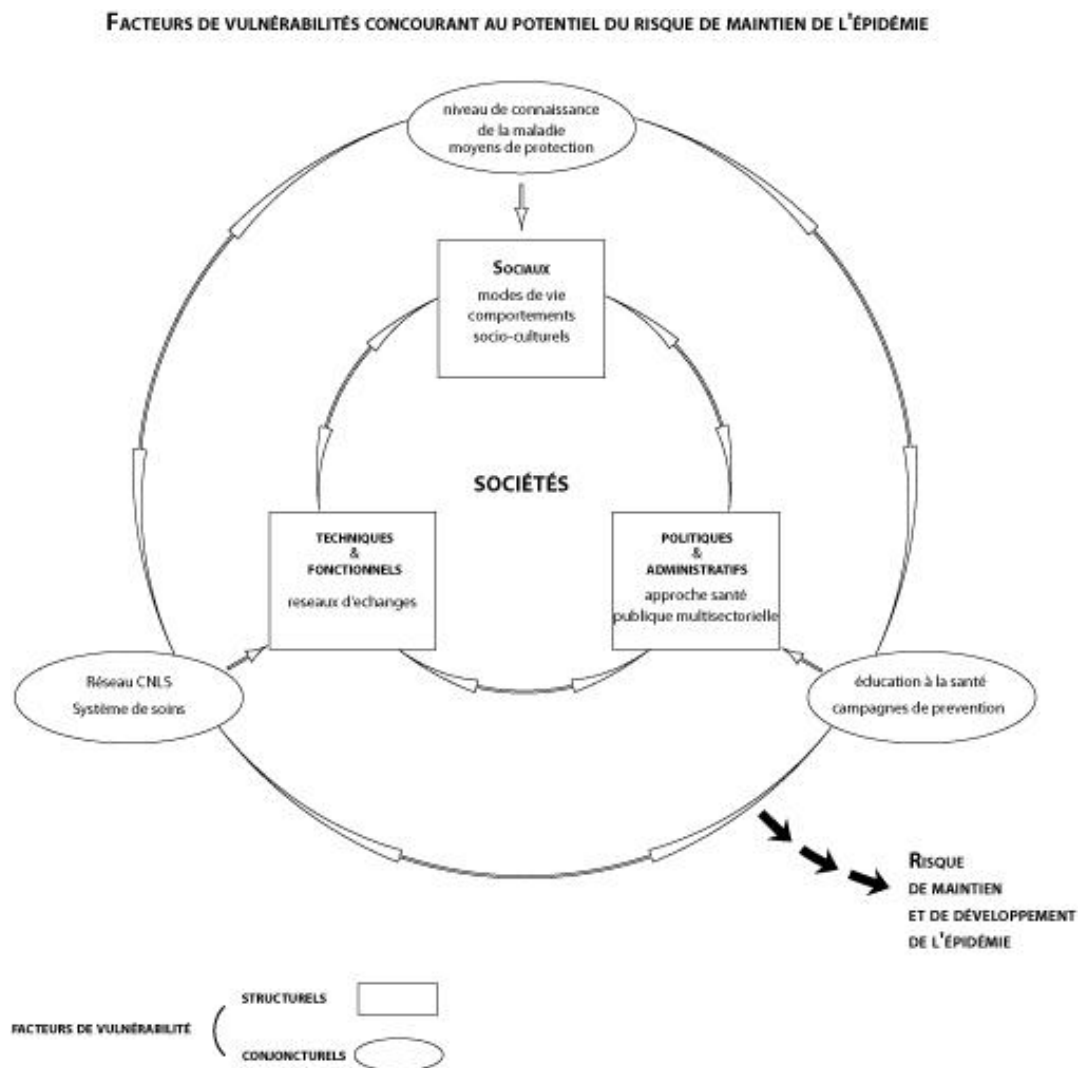 FACTEURS DE VULNÉRABILITÉS CONCOURANT AU POTENTIEL DU RISQUE DE MAINTIEN DE L'ÉPIDÉMIE
niveau de connaissance
de la maladie
moyens de protection
SOCIAUX
modes de vie
comportements
socio-culturels
SOCIÉTÉS
TECHNIQUES
&
FONCTIONNELS
reseaux d'echanges
POLITIQUES
&
ADMINISTRATIFS
approche santé
publique multisectorielle
Réseau CNLS
Système de soins
éducation à la santé
campagnes de prevention
RISQUE
DE MAINTIEN
ET DE DÉVELOPPEMENT
DE L'ÉPIDÉMIE
FACTEURS DE VULNÉRABILITÉ
STRUCTURELS
CONJONCTURELS